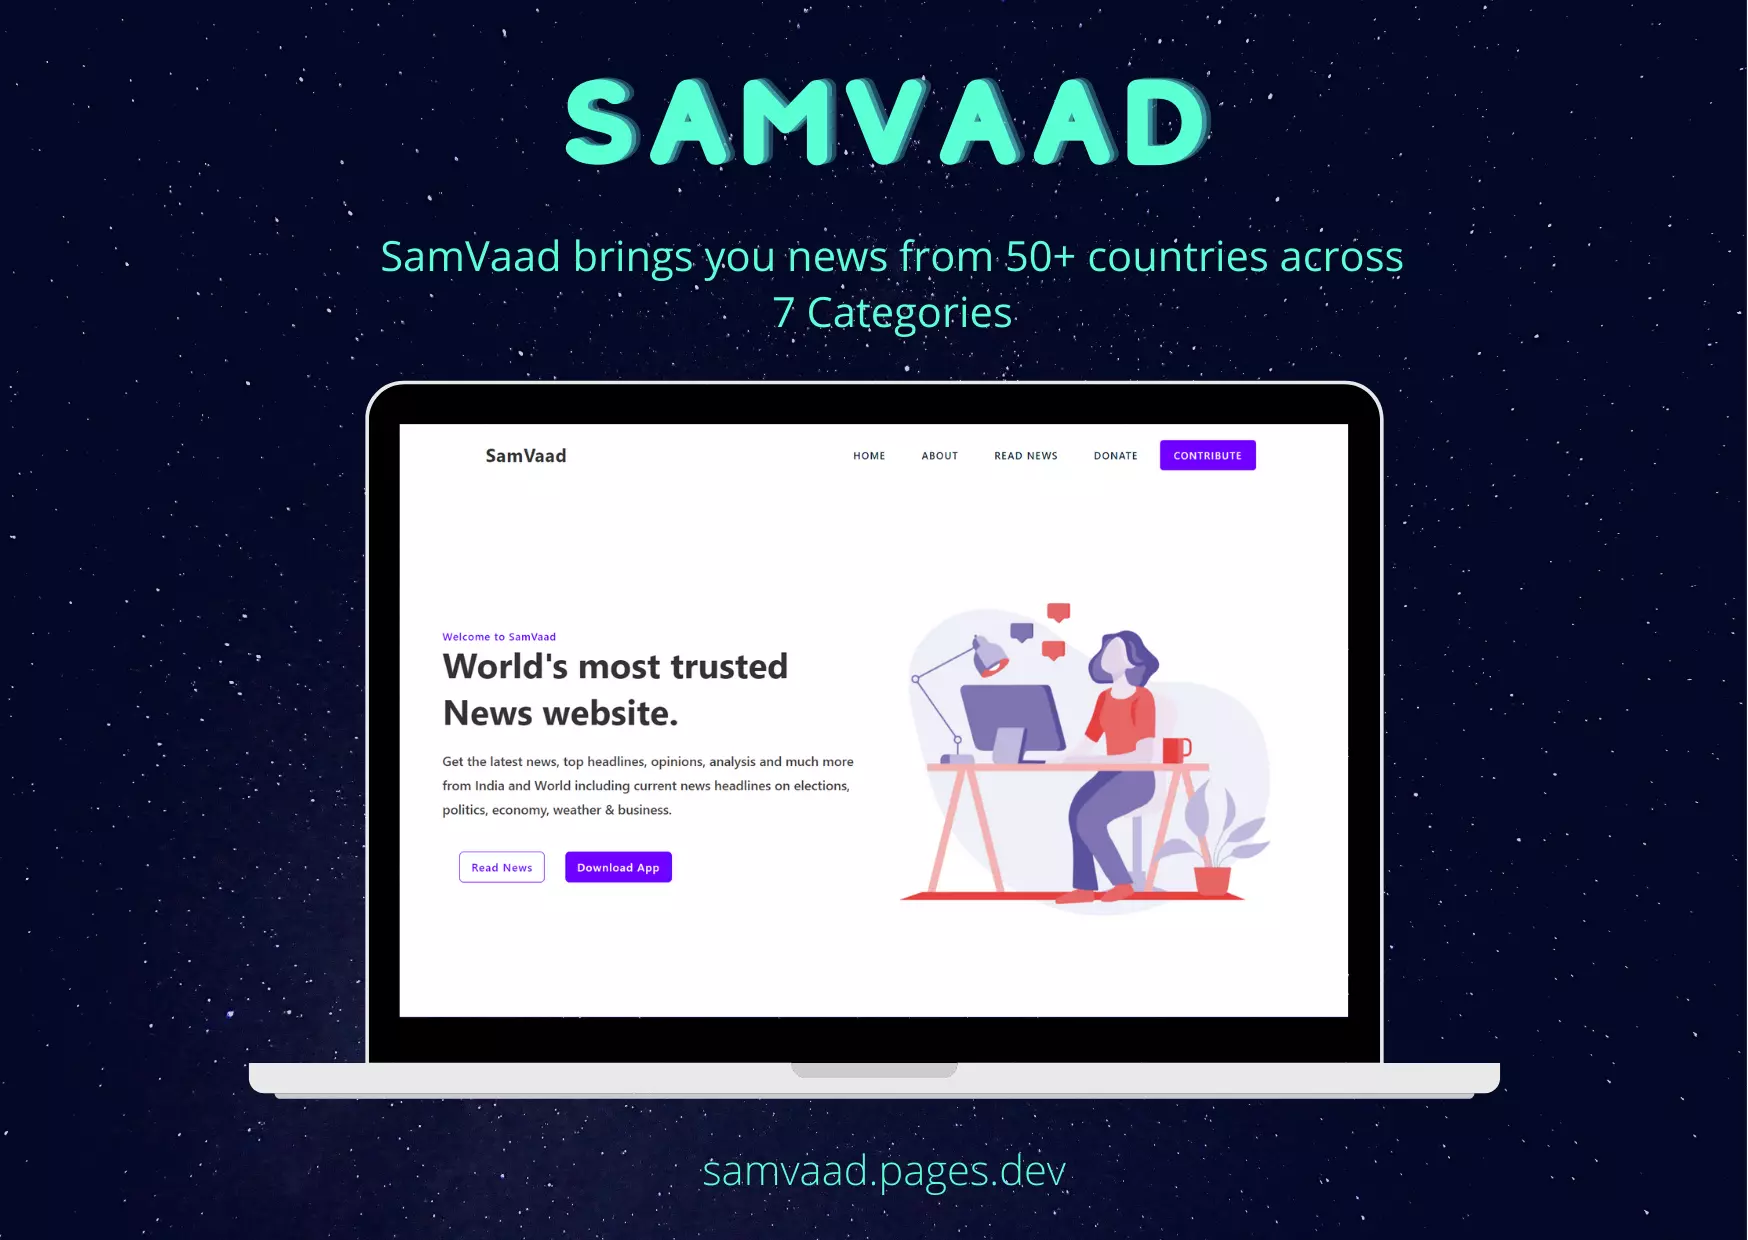 SAMVAAD
SamVaad brings you news from 50+ countries across
7 Categories
SamVaad
HOME ABOUT READ NEWS DONATE CONTRIBUTE
Welcome to SamVaad
World's most trusted
News website.
Get the latest news, top headlines, opinions, analysis and much more
from India and World including current news headlines on elections,
politics, economy, weather & business.
Read News Download App
samvaad.pages.dev